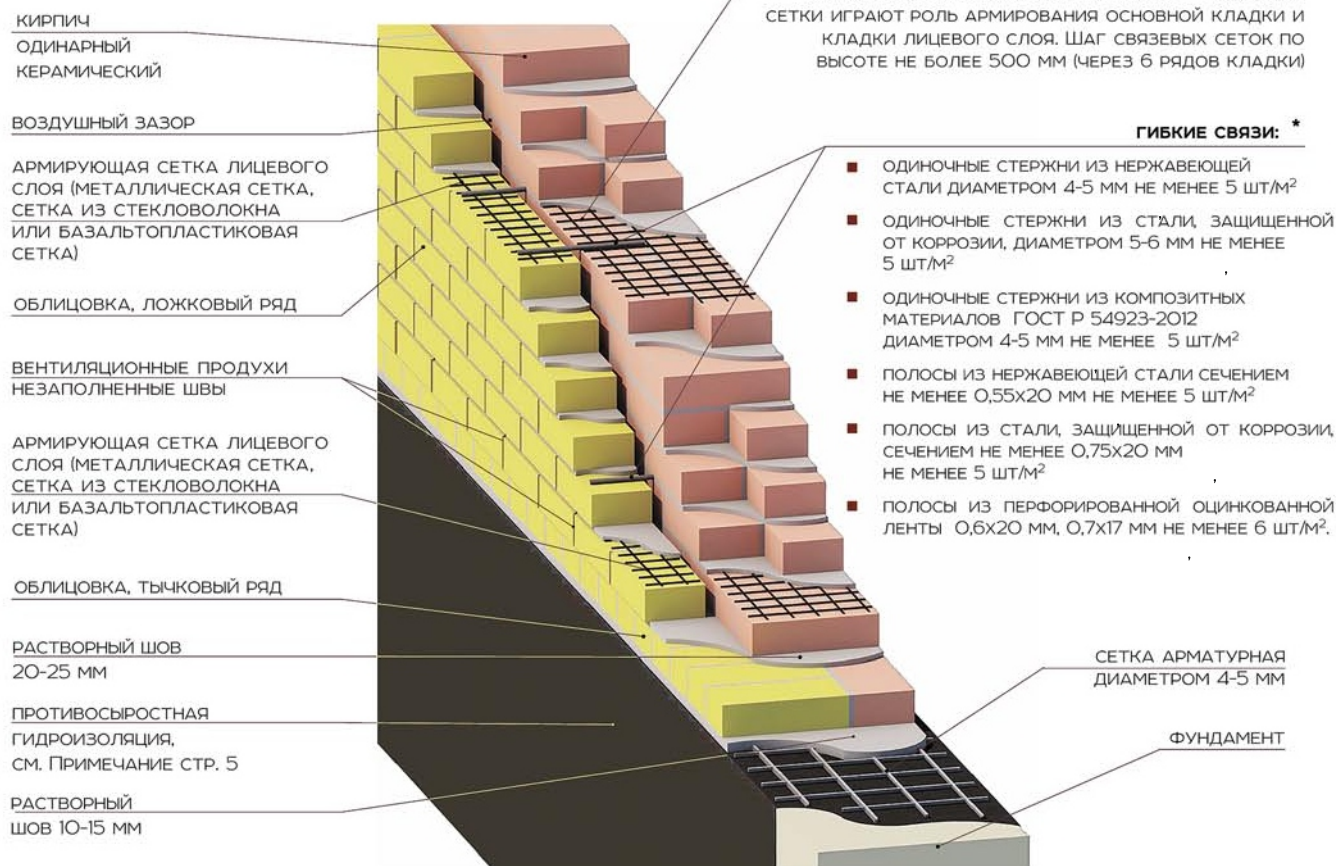 КИРПИЧ
ОДИНАРНЫЙ
КЕРАМИЧЕСКИЙ
ВОЗДУШНЫЙ ЗАЗОР
АРМИРУЮЩАЯ СЕТКА ЛИЦЕВОГО
СЛОЯ (МЕТАЛЛИЧЕСКАЯ СЕТКА,
СЕТКА ИЗ СТЕКЛОВОЛОКНА
ИЛИ БАЗАЛЬТОПЛАСТИКОВАЯ
СЕТКА)
ОБЛИЦОВКА, ЛОЖКОВЫЙ РЯД
ВЕНТИЛЯЦИОННЫЕ ПРОДУХИ
НЕЗАПОЛНЕННЫЕ ШВЫ
АРМИРУЮЩАЯ СЕТКА ЛИЦЕВОГО
СЛОЯ (МЕТАЛЛИЧЕСКАЯ СЕТКА,
СЕТКА ИЗ СТЕКЛОВОЛОКНА
ИЛИ БАЗАЛЬТОПЛАСТИКОВАЯ
СЕТКА)
ОБЛИЦОВКА, ТЫЧКОВЫЙ РЯД
РАСТВОРНЫЙ ШОВ
20-25 ММ
ПРОТИВОСЫРОСТНАЯ
ГИДРОИЗОЛЯЦИЯ,
СМ. ПРИМЕЧАНИЕ СТР. 5
РАСТВОРНЫЙ
ШОВ 10-15 ММ
СЕТКИ ИГРАЮТ РОЛЬ АРМИРОВАНИЯ ОСНОВНОЙ КЛАДКИ И
КЛАДКИ ЛИЦЕВОГО СЛОЯ. ШАГ СВЯЗЕВЫХ СЕТОК ПО
ВЫСОТЕ НЕ БОЛЕЕ 500 ММ (ЧЕРЕЗ 6 РЯДОВ КЛАДКИ)
ГИБКИЕ СВЯЗИ: *
■ ОДИНОЧНЫЕ СТЕРЖНИ ИЗ НЕРЖАВЕЮЩЕЙ
СТАЛИ ДИАМЕТРОМ 4-5 ММ НЕ МЕНЕЕ 5 ШТ/М²
■ ОДИНОЧНЫЕ СТЕРЖНИ ИЗ СТАЛИ, ЗАЩИЩЕННОЙ
ОТ КОРРОЗИИ, ДИАМЕТРОМ 5-6 ММ НЕ МЕНЕЕ
5 ШТ/М²
■ ОДИНОЧНЫЕ СТЕРЖНИ ИЗ КОМПОЗИТНЫХ
МАТЕРИАЛОВ ГОСТ Р 54923-2012
ДИАМЕТРОМ 4-5 ММ НЕ МЕНЕЕ 5 ШТ/М²
■ ПОЛОСЫ ИЗ НЕРЖАВЕЮЩЕЙ СТАЛИ СЕЧЕНИЕМ
НЕ МЕНЕЕ 0,55Х20 ММ НЕ МЕНЕЕ 5 ШТ/М²
■ ПОЛОСЫ ИЗ СТАЛИ, ЗАЩИЩЕННОЙ ОТ КОРРОЗИИ,
СЕЧЕНИЕМ НЕ МЕНЕЕ 0,75Х20 ММ
НЕ МЕНЕЕ 5 ШТ/М²
■ ПОЛОСЫ ИЗ ПЕРФОРИРОВАННОЙ ОЦИНКОВАННОЙ
ЛЕНТЫ 0,6Х20 ММ, 0,7Х17 ММ НЕ МЕНЕЕ 6 ШТ/М².
СЕТКА АРМАТУРНАЯ
ДИАМЕТРОМ 4-5 ММ
ФУНДАМЕНТ